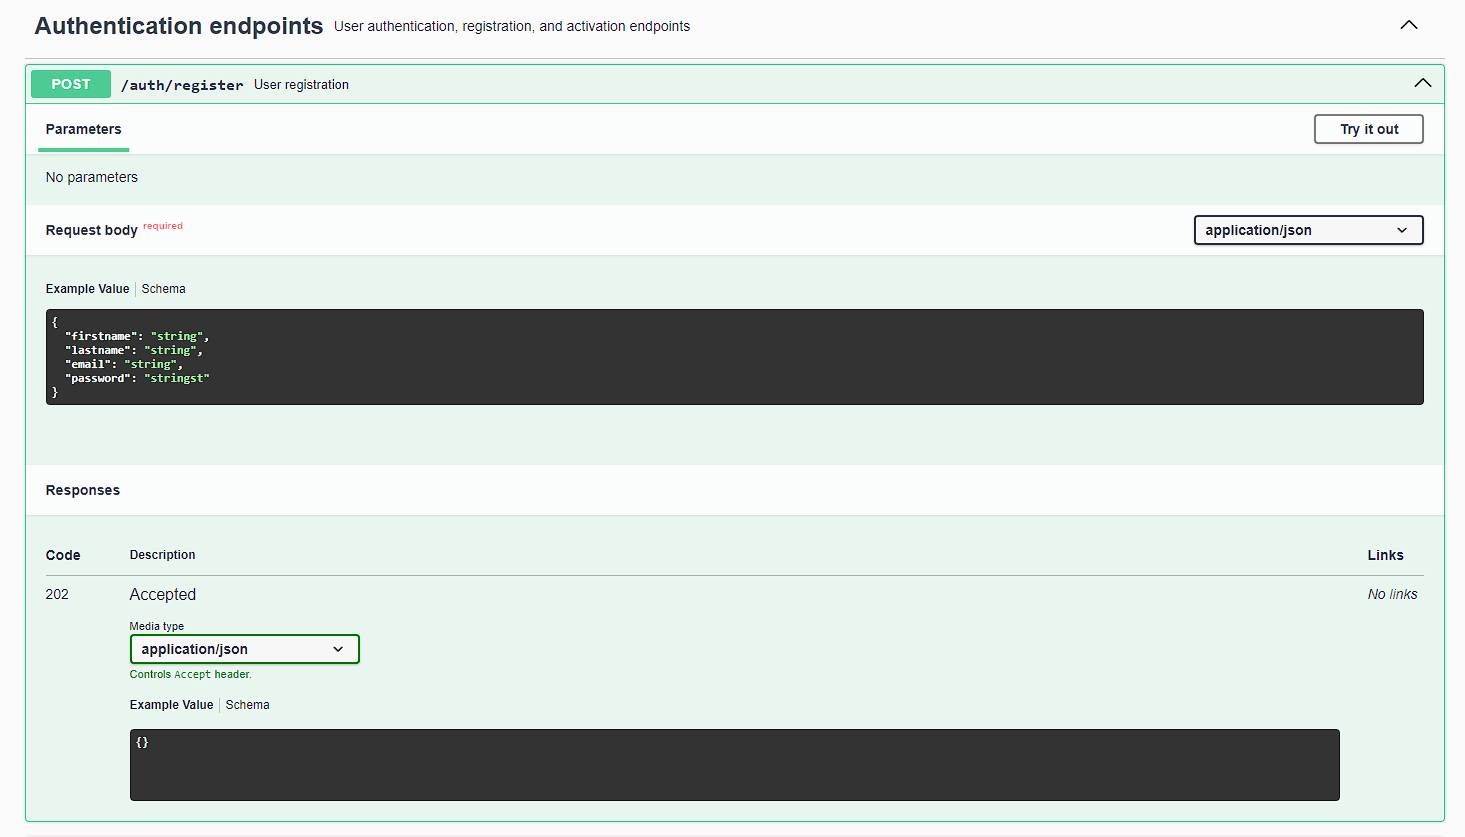 Authentication endpoints User authentication, registration, and activation endpoints
POST /auth/register User registration
Parameters Try it out
No parameters
Request body required application/json
Example Value Schema
{
"firstname": "string",
"lastname": "string",
"email": "string",
"password": "stringst"
}
Responses
Code Description Links
202 Accepted No links
Media type
application/json
Controls Accept header.
Example Value Schema
{}